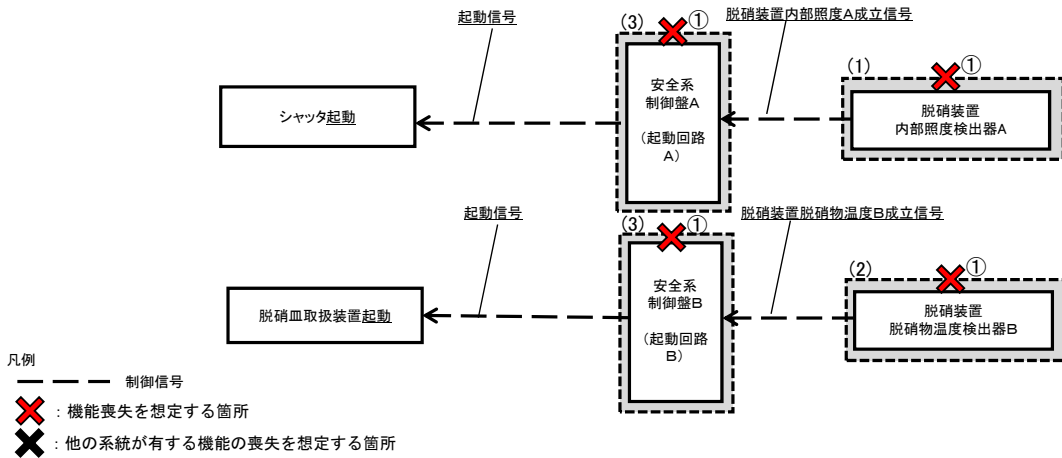 起動信号
(3)
①
脱硝装置内部照度A成立信号
(1)
①
シャッタ起動
安全系
制御盤A
(起動回路
A)
脱硝装置
内部照度検出器A
起動信号
(3)
①
脱硝装置脱硝物温度B成立信号
(2)
①
脱硝皿取扱装置起動
安全系
制御盤B
(起動回路
B)
脱硝装置
脱硝物温度検出器B
凡例
制御信号
：機能喪失を想定する箇所
：他の系統が有する機能の喪失を想定する箇所